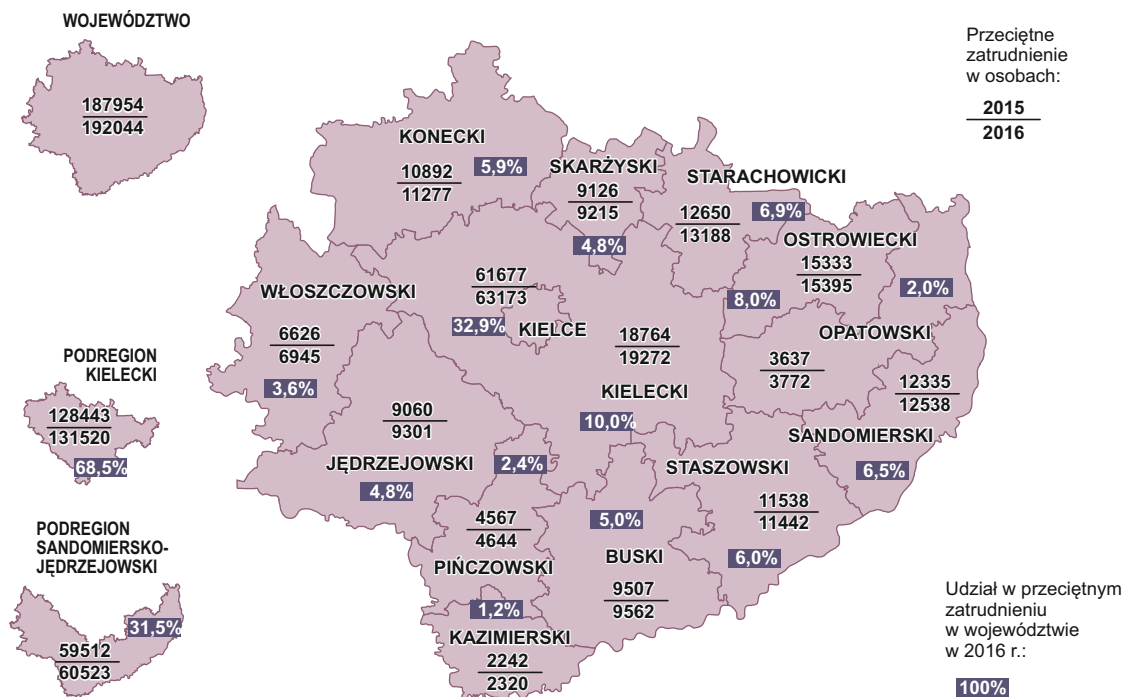 WOJEWÓDZTWO
187954
192044
Przeciętne
zatrudnienie
w osobach:
2015
2016
KONECKI
10892
11277
5,9%
SKARŻYSKI
9126
9215
4,8%
STARACHOWICKI
12650
13188
6,9%
OSTROWIECKI
15333
15395
8,0%
2,0%
WŁOSZCZOWSKI
6626
6945
3,6%
61677
63173
32,9%
KIELCE
18764
19272
KIELECKI
10,0%
OPATOWSKI
3637
3772
12335
12538
SANDOMIERSKI
6,5%
PODREGION
KIELECKI
128443
131520
68,5%
9060
9301
JĘDRZEJOWSKI
4,8%
2,4%
4567
4644
PIŃCZOWSKI
STASZOWSKI
11538
11442
6,0%
5,0%
BUSKI
9507
9562
1,2%
KAZIMIERSKI
2242
2320
PODREGION
SANDOMIERSKO-
JĘDRZEJOWSKI
31,5%
59512
60523
Udział w przeciętnym
zatrudnieniu
w województwie
w 2016 r.:
100%